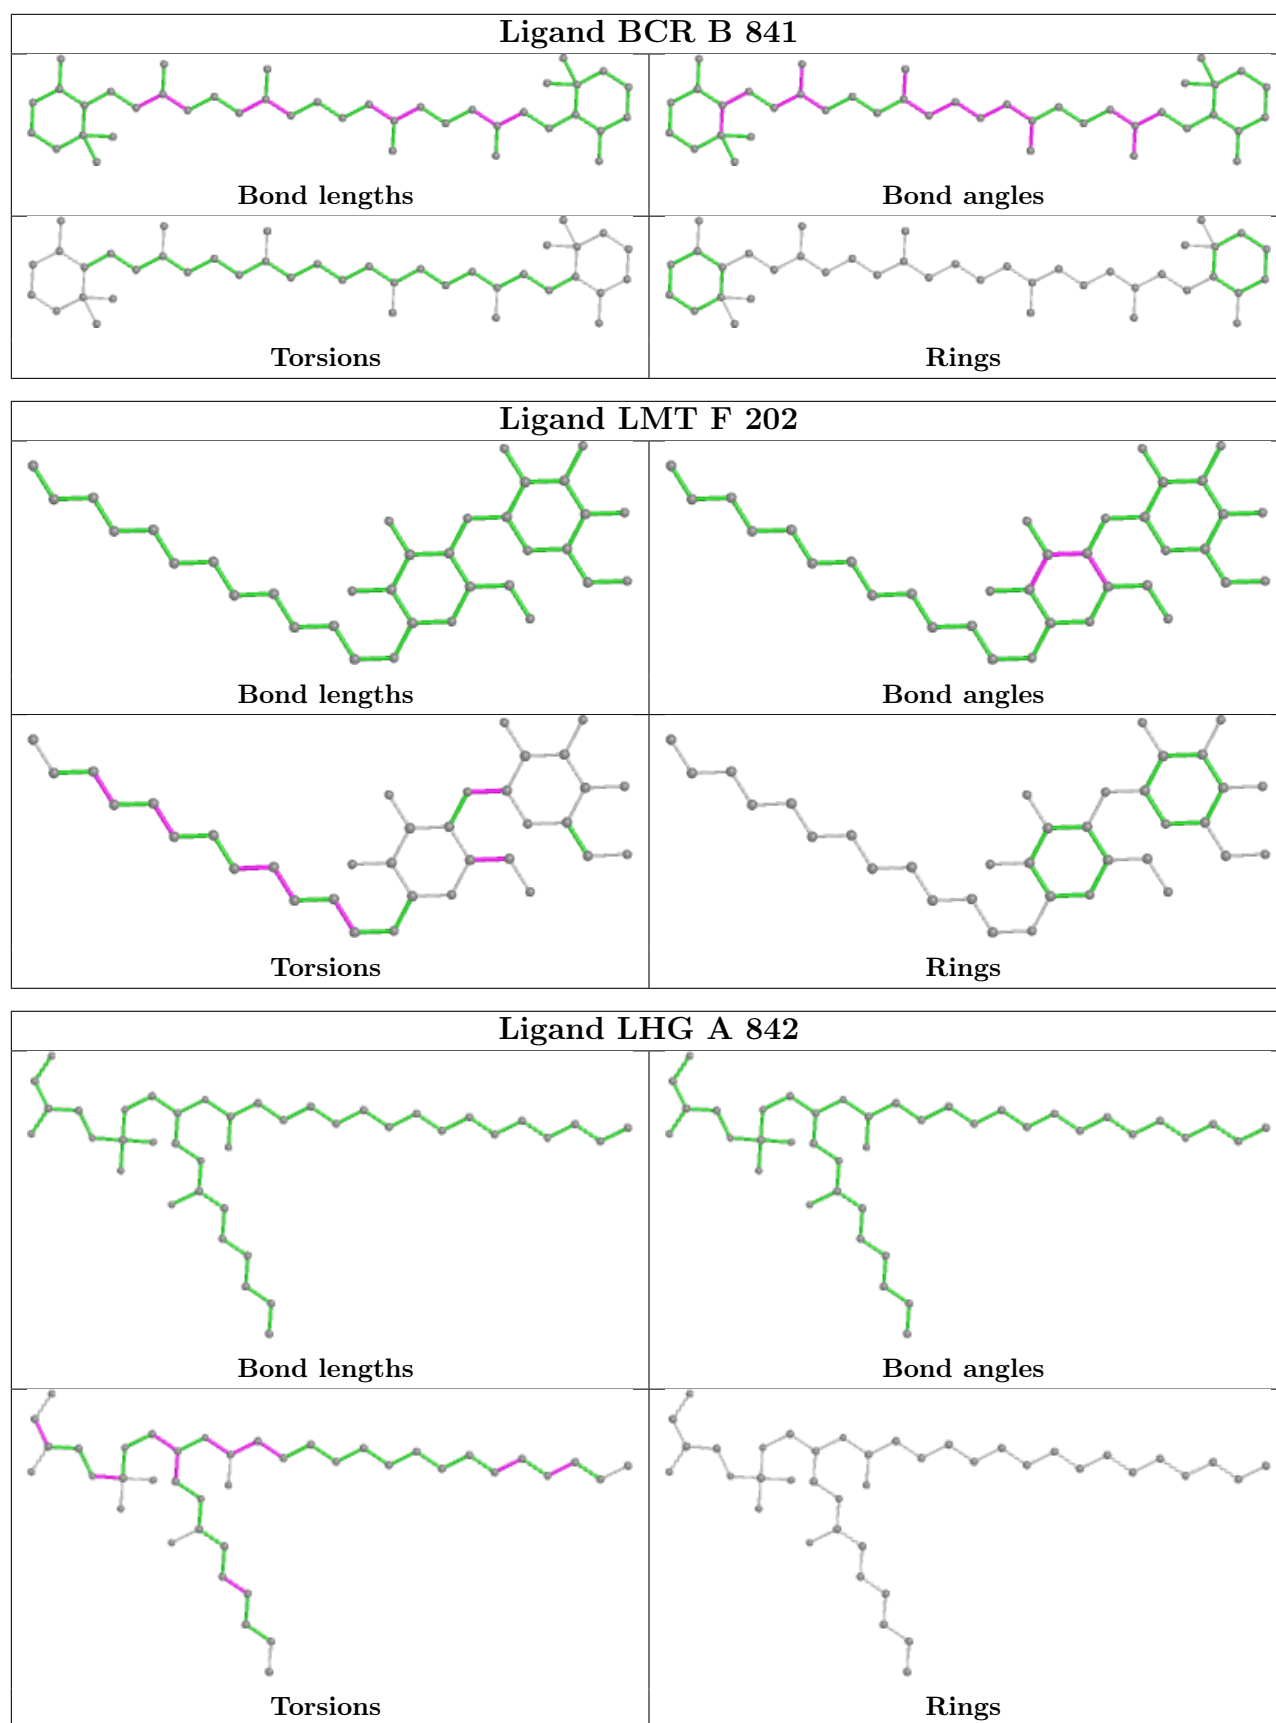 Ligand BCR B 841
Bond lengths
Bond angles
Torsions
Rings
Ligand LMT F 202
Bond lengths
Bond angles
Torsions
Rings
Ligand LHG A 842
Bond lengths
Bond angles
Torsions
Rings